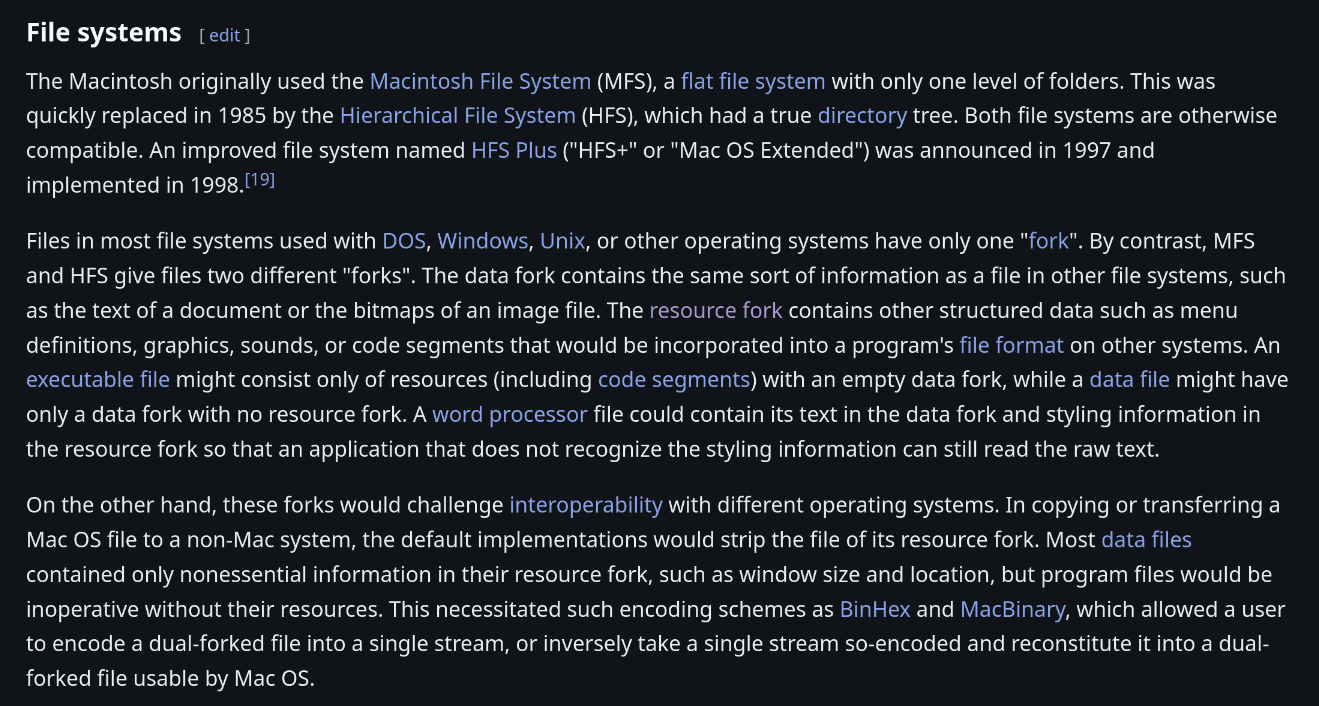 File systems [ edit ]
The Macintosh originally used the Macintosh File System (MFS), a flat file system with only one level of folders. This was
quickly replaced in 1985 by the Hierarchical File System (HFS), which had a true directory tree. Both file systems are otherwise
compatible. An improved file system named HFS Plus ("HFS+" or "Mac OS Extended") was announced in 1997 and
implemented in 1998.[19]
Files in most file systems used with DOS, Windows, Unix, or other operating systems have only one "fork". By contrast, MFS
and HFS give files two different "forks". The data fork contains the same sort of information as a file in other file systems, such
as the text of a document or the bitmaps of an image file. The resource fork contains other structured data such as menu
definitions, graphics, sounds, or code segments that would be incorporated into a program's file format on other systems. An
executable file might consist only of resources (including code segments) with an empty data fork, while a data file might have
only a data fork with no resource fork. A word processor file could contain its text in the data fork and styling information in
the resource fork so that an application that does not recognize the styling information can still read the raw text.
On the other hand, these forks would challenge interoperability with different operating systems. In copying or transferring a
Mac OS file to a non-Mac system, the default implementations would strip the file of its resource fork. Most data files
contained only nonessential information in their resource fork, such as window size and location, but program files would be
inoperative without their resources. This necessitated such encoding schemes as BinHex and MacBinary, which allowed a user
to encode a dual-forked file into a single stream, or inversely take a single stream so-encoded and reconstitute it into a dual-
forked file usable by Mac OS.